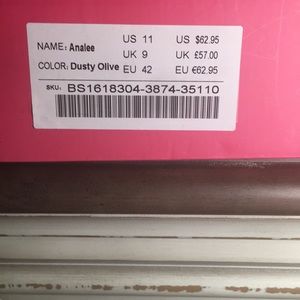 NAME: Analee US 11 US $62.95
UK 9 UK £57.00
COLOR: Dusty Olive EU 42 EU €62.95
SKU: BS1618304-3874-35110